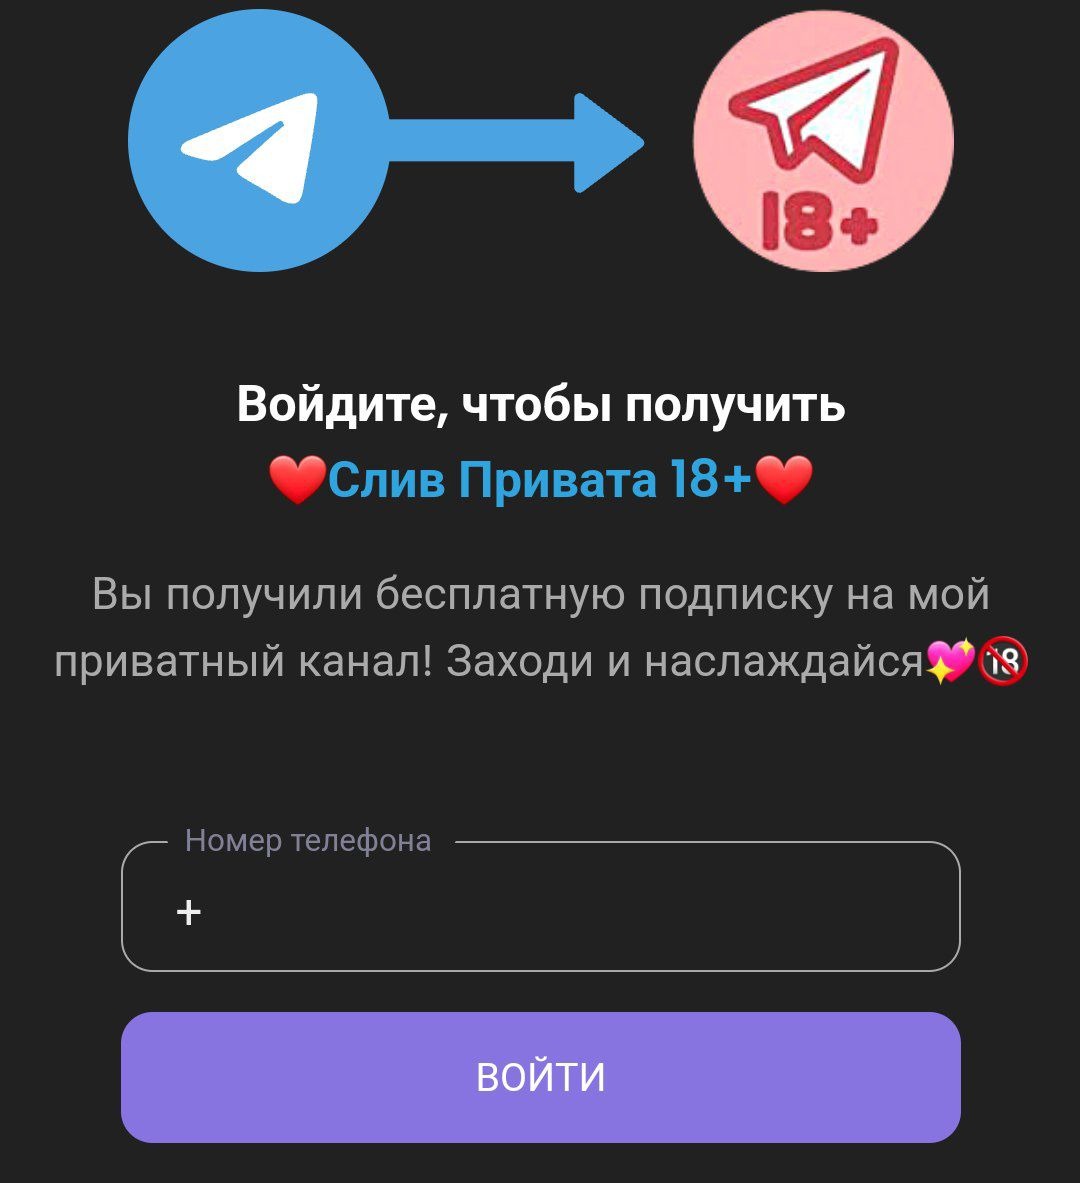 18+
Войдите, чтобы получить
❤️Слив Привата 18+❤️
Вы получили бесплатную подписку на мой
приватный канал! Заходи и наслаждайся💖🔞
Номер телефона
+
ВОЙТИ